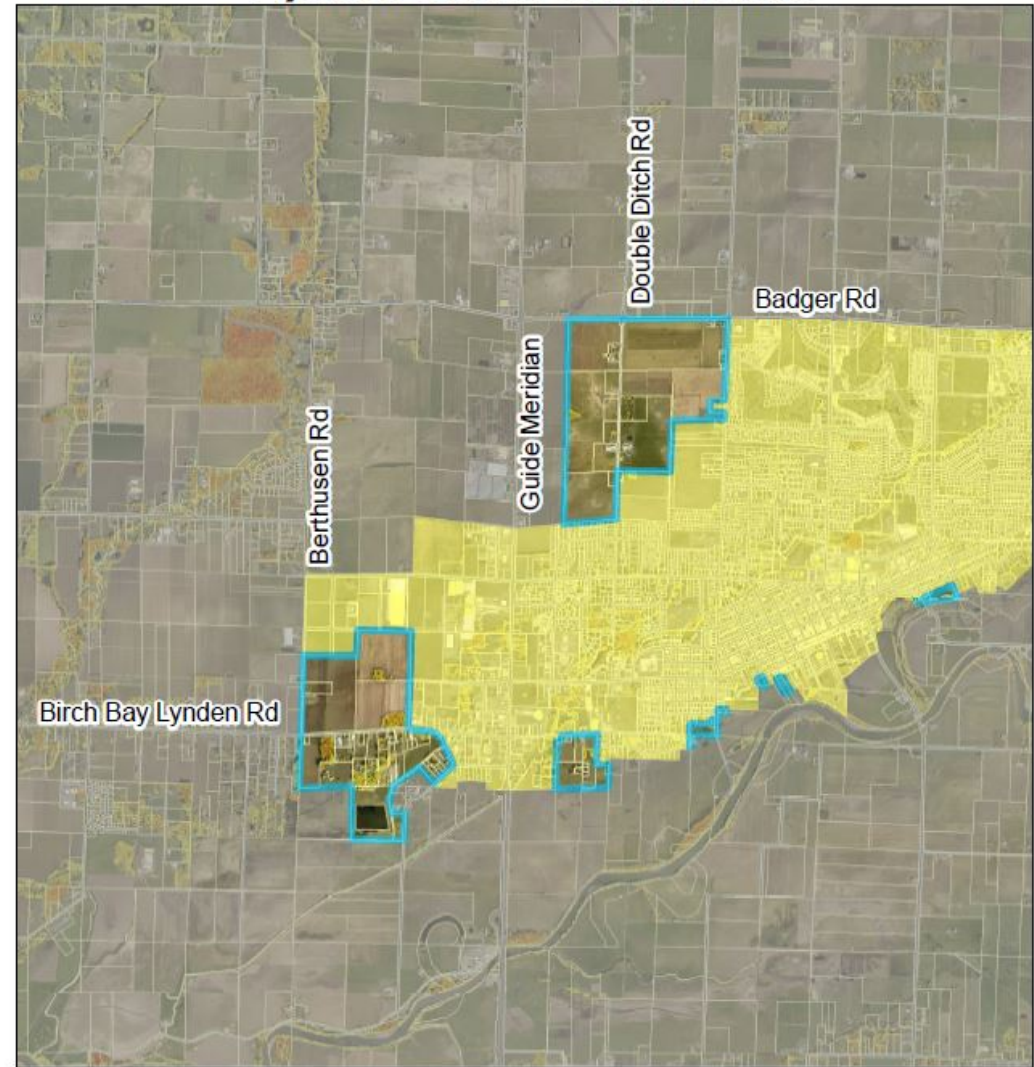 Double Ditch Rd
Badger Rd
Guide Meridian
Berthusen Rd
Birch Bay Lynden Rd